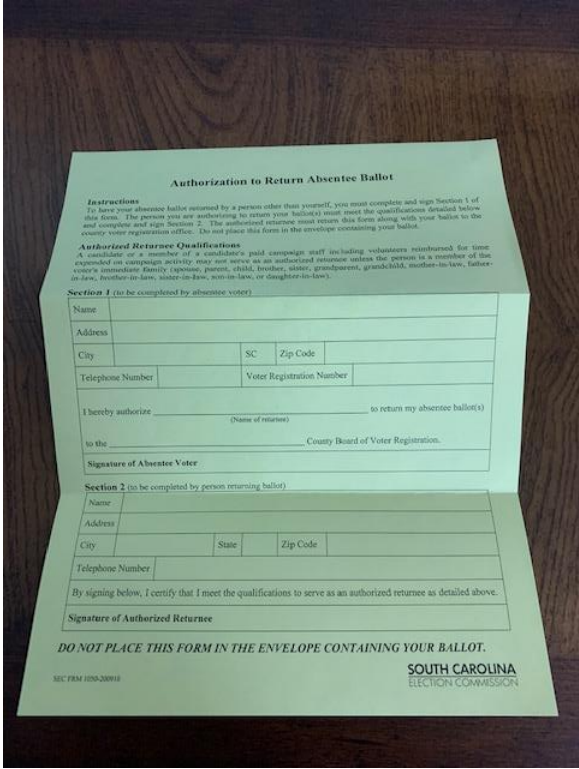 Authorization to Return Absentee Ballot
Instructions
To have your absentee ballot returned by a person other than yourself, you must complete and sign Section 1 of
this form. The person you are authorizing to return your ballot(s) must meet the qualifications detailed below
and complete and sign Section 2. The authorized returnee must return this form along with your ballot to the
county voter registration office. Do not place this form in the envelope containing your ballot.
Authorized Returnee Qualifications
A candidate or a member of a candidate's paid campaign staff including volunteers reimbursed for time
expended on campaign activity may not serve as an authorized returnee unless the person is a member of the
voter's immediate family (spouse, parent, child, brother, sister, grandparent, grandchild, mother-in-law, father-
in-law, brother-in-law, sister-in-law, son-in-law, or daughter-in-law).
Section 1 (to be completed by absentee voter)
Name
Address
City SC Zip Code
Telephone Number Voter Registration Number
I hereby authorize to return my absentee ballot(s)
(Name of returnee)
to the County Board of Voter Registration.
Signature of Absentee Voter
Section 2 (to be completed by person returning ballot)
Name
Address
City State Zip Code
Telephone Number
By signing below, I certify that I meet the qualifications to serve as an authorized returnee as detailed above.
Signature of Authorized Returnee
DO NOT PLACE THIS FORM IN THE ENVELOPE CONTAINING YOUR BALLOT.
SEC FRM 1050-200910
SOUTH CAROLINA
ELECTION COMMISSION